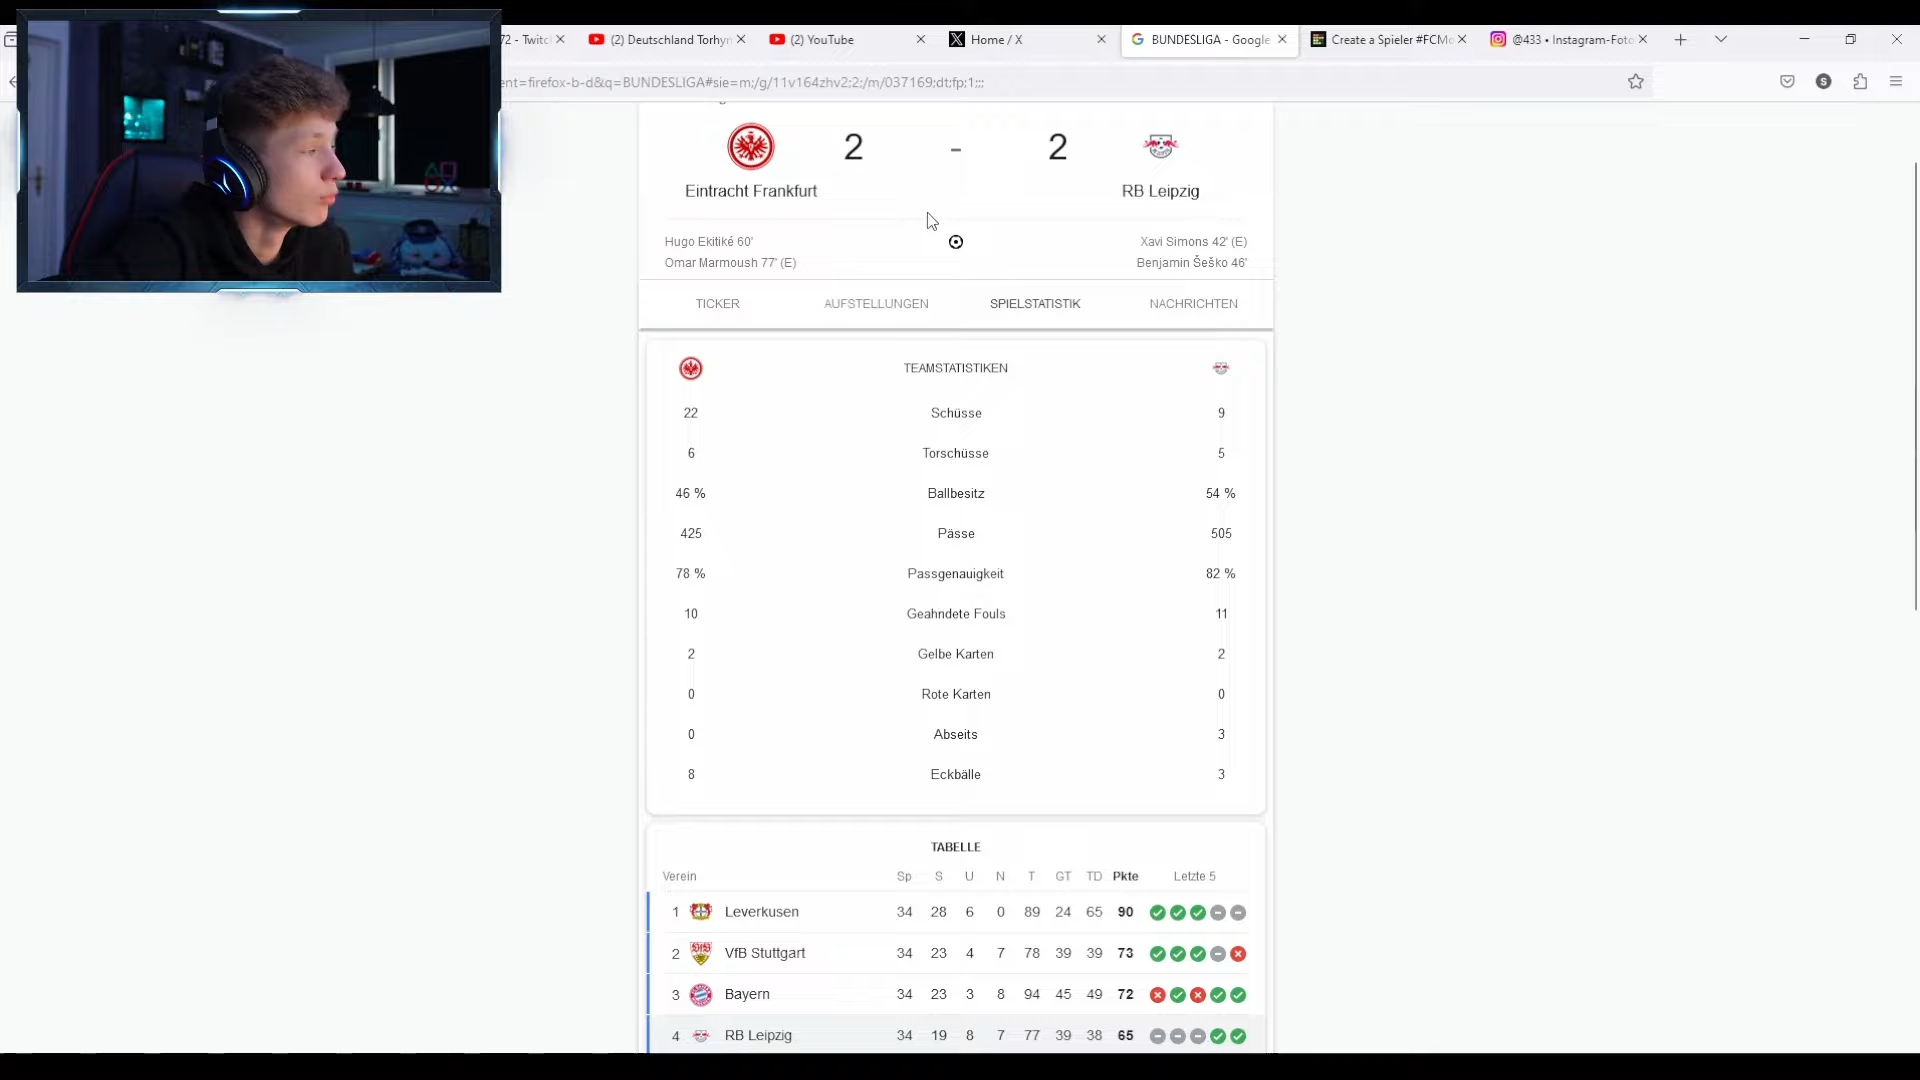 72 - Twitc
(2) Deutschland Torhyn
(2) YouTube
Home / X
BUNDESLIGA - Google
Create a Spieler #FCMo
@433 • Instagram-Foto
ent=firefox-b-d&q=BUNDESLIGA#sie=m;/g/11v164zhv2;2;/m/037169;dt;fp;1;;;
S
2 - 2
Eintracht Frankfurt RB Leipzig
Hugo Ekitiké 60' Xavi Simons 42' (E)
Omar Marmoush 77' (E) Benjamin Šeško 46'
TICKER AUFSTELLUNGEN SPIELSTATISTIK NACHRICHTEN
TEAMSTATISTIKEN
22 Schüsse 9
6 Torschüsse 5
46 % Ballbesitz 54 %
425 Pässe 505
78 % Passgenauigkeit 82 %
10 Geahndete Fouls 11
2 Gelbe Karten 2
0 Rote Karten 0
0 Abseits 3
8 Eckbälle 3
TABELLE
Verein Sp S U N T GT TD Pkte Letzte 5
1 Leverkusen 34 28 6 0 89 24 65 90
2 VfB Stuttgart 34 23 4 7 78 39 39 73
3 Bayern 34 23 3 8 94 45 49 72
4 RB Leipzig 34 19 8 7 77 39 38 65